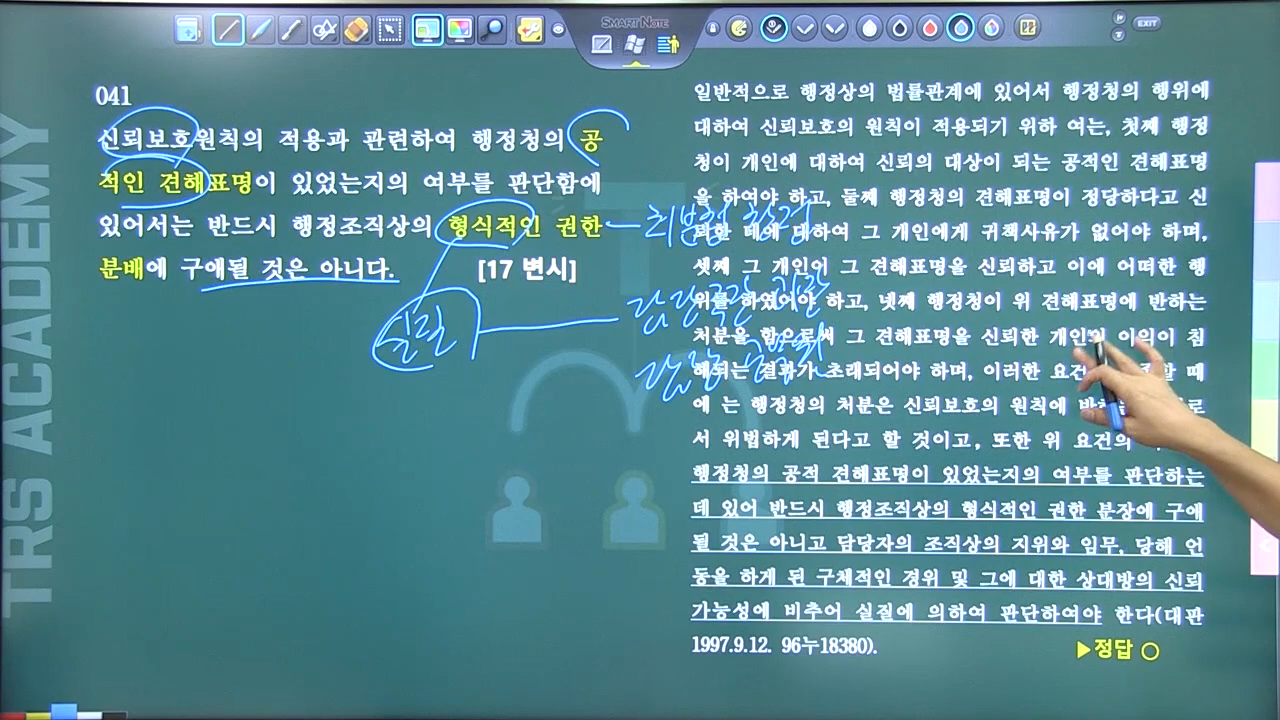 SMART NOTE
EXIT
TRS ACADEMY
041
신뢰보호원칙의 적용과 관련하여 행정청의 공
적인 견해표명이 있었는지의 여부를 판단함에
있어서는 반드시 행정조직상의 형식적인 권한
분배에 구애될 것은 아니다. [17 변시]
실질
일반적으로 행정상의 법률관계에 있어서 행정청의 행위에
대하여 신뢰보호의 원칙이 적용되기 위하 여는, 첫째 행정
청이 개인에 대하여 신뢰의 대상이 되는 공적인 견해표명
을 하여야 하고, 둘째 행정청의 견해표명이 정당하다고 신
한 데에 대하여 그 개인에게 귀책사유가 없어야 하며,
셋째 그 개인이 그 견해표명을 신뢰하고 이에 어떠한 행
위를 하였어야 하고, 넷째 행정청이 위 견해표명에 반하는
처분을 함으로써 그 견해표명을 신뢰한 개인의 이익이 침
해되는 결과가 초래되어야 하며, 이러한 요건 할 때
에 는 행정청의 처분은 신뢰보호의 원칙에 로
서 위법하게 된다고 할 것이고, 또한 위 요건의
행정청의 공적 견해표명이 있었는지의 여부를 판단하는
데 있어 반드시 행정조직상의 형식적인 권한 분장에 구애
될 것은 아니고 담당자의 조직상의 지위와 임무, 당해 언
동을 하게 된 구체적인 경위 및 그에 대한 상대방의 신뢰
가능성에 비추어 실질에 의하여 판단하여야 한다(대판
1997.9.12. 96누18380).
▶정답 ○